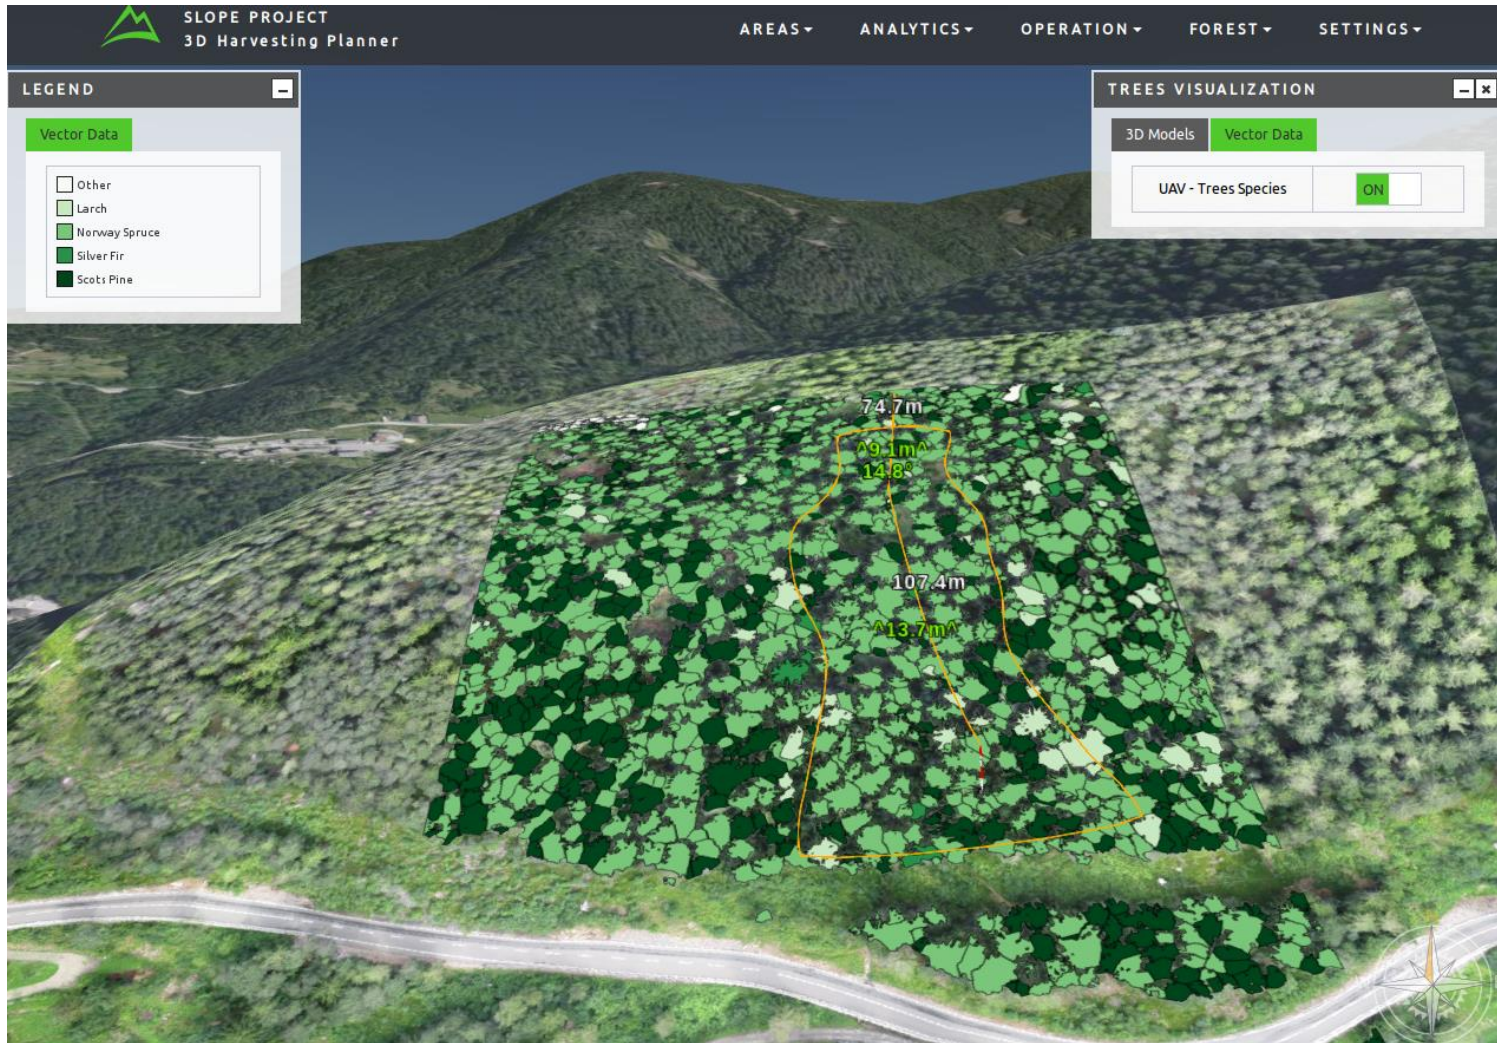 SLOPE PROJECT
3D Harvesting Planner
AREAS
ANALYTICS
OPERATION
FOREST
SETTINGS
LEGEND
Vector Data
Other
Larch
Norway Spruce
Silver Fir
Scots Pine
TREES VISUALIZATION
3D Models
Vector Data
UAV - Trees Species
ON
74.7m
^9.1m^
14.8°
107.4m
^13.7m^